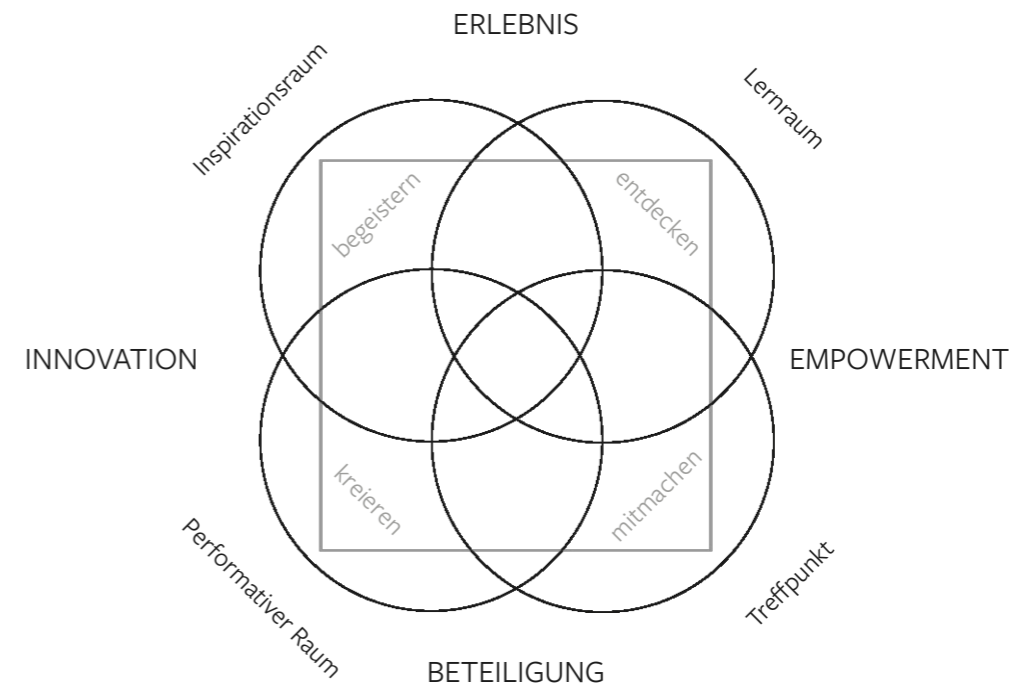 ERLEBNIS
Inspirationsraum
Lernraum
begeistern
entdecken
INNOVATION
EMPOWERMENT
kreieren
mitmachen
Performativer Raum
Treffpunkt
BETEILIGUNG